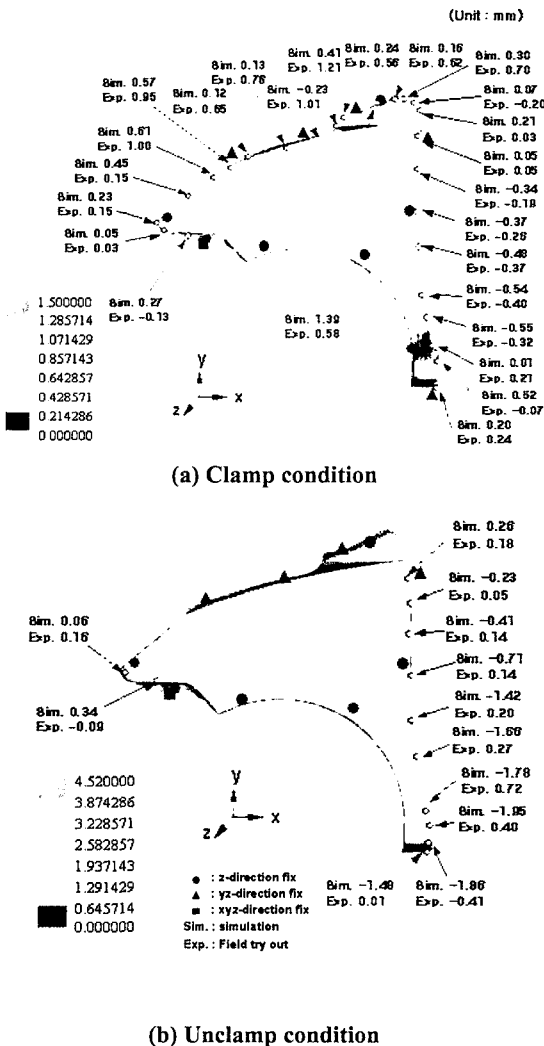 (Unit : mm)
Sim. 0.41
Exp. 1.21
Sim. 0.24
Exp. 0.56
Sim. 0.16
Exp. 0.62
Sim. 0.30
Exp. 0.70
Sim. 0.13
Exp. 0.76
Sim. 0.57
Exp. 0.95
Sim. 0.12
Exp. 0.65
Sim. -0.23
Exp. 1.01
Sim. 0.07
Exp. -0.20
Sim. 0.21
Exp. 0.03
Sim. 0.61
Exp. 1.00
Sim. 0.05
Exp. 0.05
Sim. 0.45
Exp. 0.15
Sim. -0.34
Exp. -0.18
Sim. 0.23
Exp. 0.15
Sim. -0.37
Exp. -0.26
Sim. 0.05
Exp. 0.03
Sim. -0.48
Exp. -0.37
Sim. -0.54
Exp. -0.40
Sim. 0.27
Exp. -0.13
Sim. 1.39
Exp. 0.58
Sim. -0.55
Exp. -0.32
Sim. 0.01
Exp. 0.21
Sim. 0.52
Exp. -0.07
Sim. 0.20
Exp. 0.24
1.500000
1.285714
1.071429
0.857143
0.642857
0.428571
0.214286
0.000000
y
x
z
(a) Clamp condition
Sim. 0.26
Exp. 0.18
Sim. -0.23
Exp. 0.05
Sim. -0.41
Exp. 0.14
Sim. 0.06
Exp. 0.16
Sim. -0.71
Exp. 0.14
Sim. -1.42
Exp. 0.20
Sim. 0.34
Exp. -0.09
Sim. -1.66
Exp. 0.27
Sim. -1.78
Exp. 0.72
Sim. -1.95
Exp. 0.40
Sim. -1.49
Exp. 0.01
Sim. -1.86
Exp. -0.41
4.520000
3.874286
3.228571
2.582857
1.937143
1.291429
0.645714
0.000000
y
x
z
● : z-direction fix
▲ : yz-direction fix
■ : xyz-direction fix
Sim. : simulation
Exp. : Field try out
(b) Unclamp condition